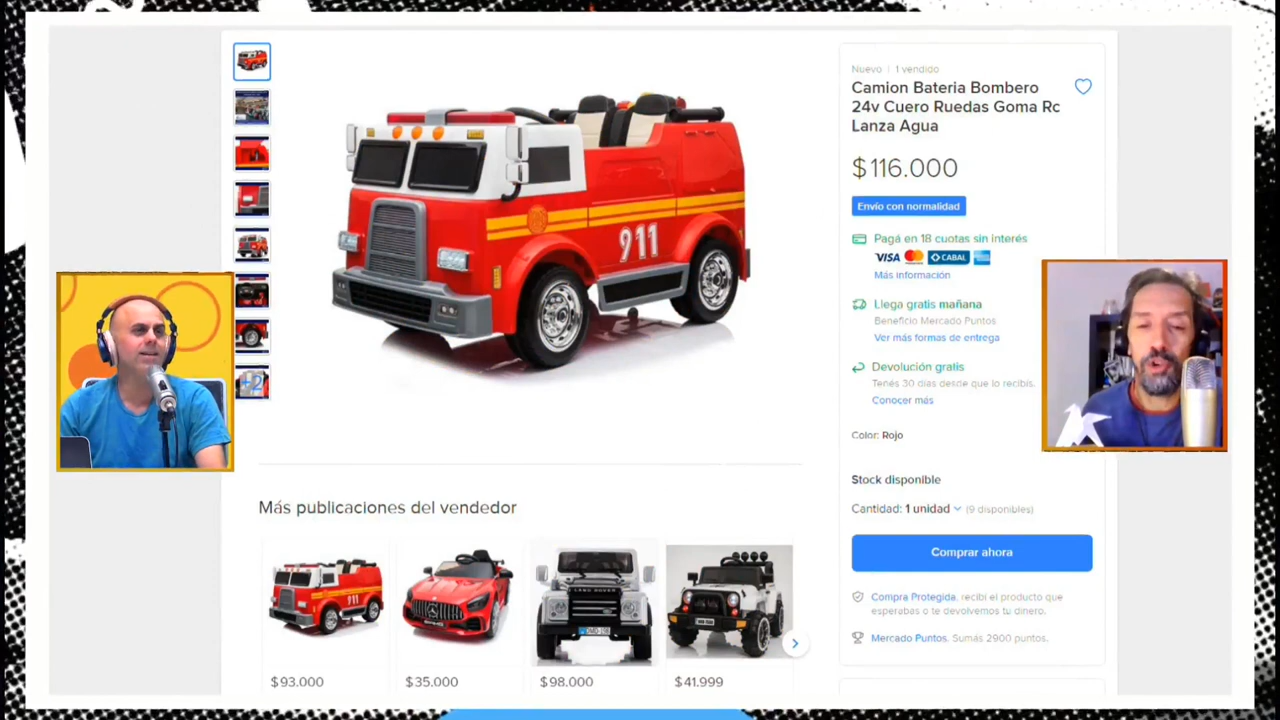 Nuevo | 1 vendido
Camion Bateria Bombero
24v Cuero Ruedas Goma Rc
Lanza Agua
$116.000
Envío con normalidad
Pagá en 18 cuotas sin interés
VISA CABAL
Más información
Llega gratis mañana
Beneficio Mercado Puntos
Ver más formas de entrega
Devolución gratis
Tenés 30 días desde que lo recibís.
Conocer más
Color: Rojo
Stock disponible
Cantidad: 1 unidad (9 disponibles)
Comprar ahora
Compra Protegida, recibí el producto que
esperabas o te devolvemos tu dinero.
Mercado Puntos. Sumás 2900 puntos.
911
Más publicaciones del vendedor
911
LAND ROVER
$93.000
$35.000
$98.000
$41.999